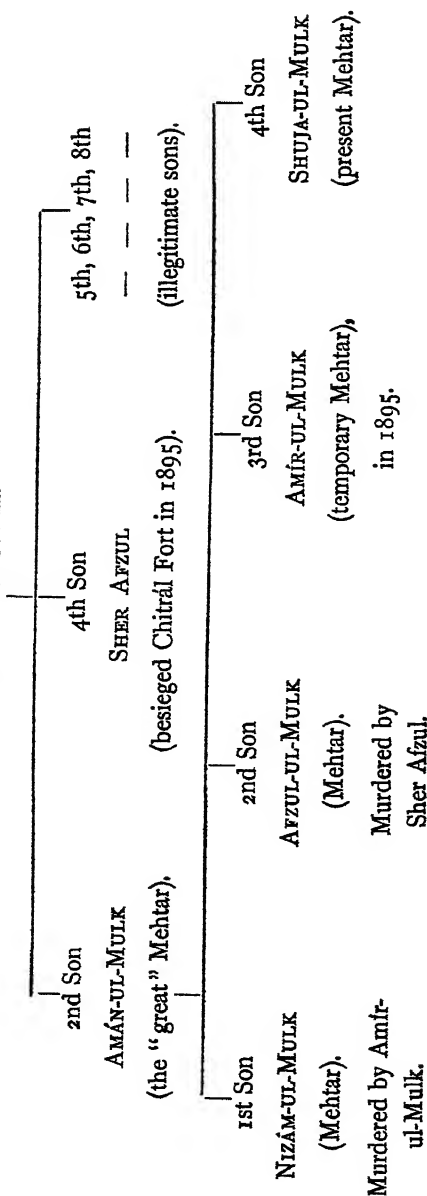 2nd Son
AMÁN-UL-MULK
(the "great" Mehtar).
4th Son
SHER AFZUL
(besieged Chitrál Fort in 1895).
5th, 6th, 7th, 8th
— — — —
(illegitimate sons).
1st Son
NIZÁM-UL-MULK
(Mehtar).
Murdered by Amír-
ul-Mulk.
2nd Son
AFZUL-UL-MULK
(Mehtar).
Murdered by
Sher Afzul.
3rd Son
AMÍR-UL-MULK
(temporary Mehtar),
in 1895.
4th Son
SHUJA-UL-MULK
(present Mehtar).